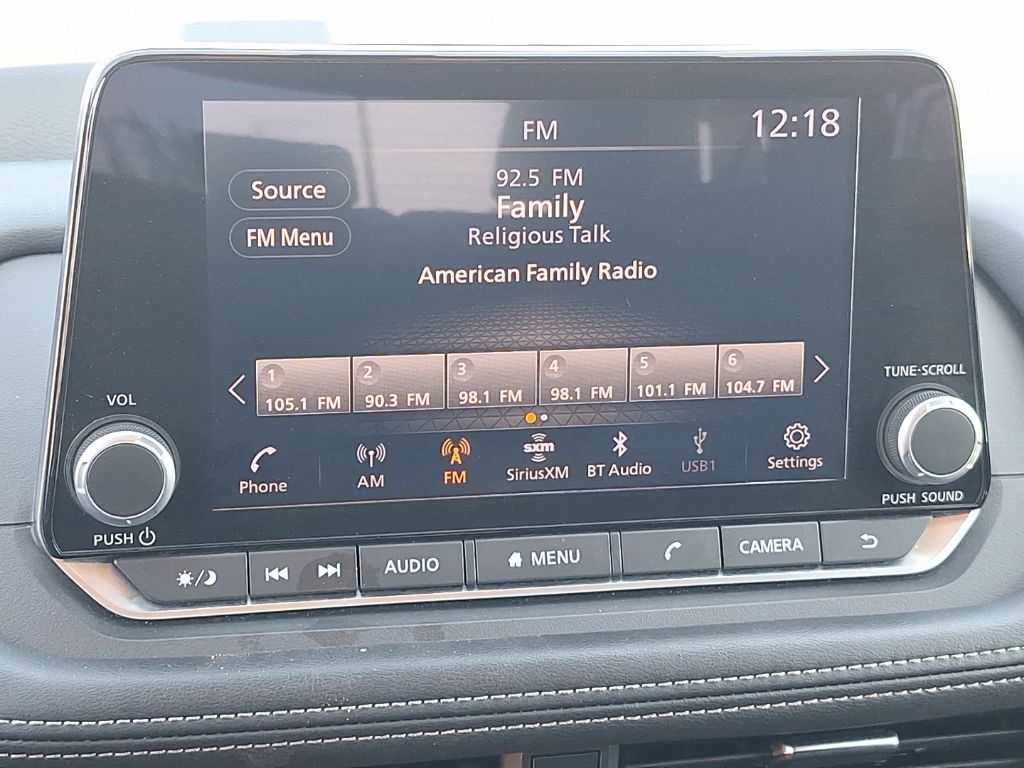 FM
12:18
Source
92.5 FM
Family
FM Menu
Religious Talk
American Family Radio
1
2
3
4
5
6
105.1 FM
90.3 FM
98.1 FM
98.1 FM
101.1 FM
104.7 FM
VOL
TUNE·SCROLL
Phone
AM
FM
sxm
SiriusXM
BT Audio
USB1
Settings
PUSH
PUSH SOUND
AUDIO
MENU
CAMERA